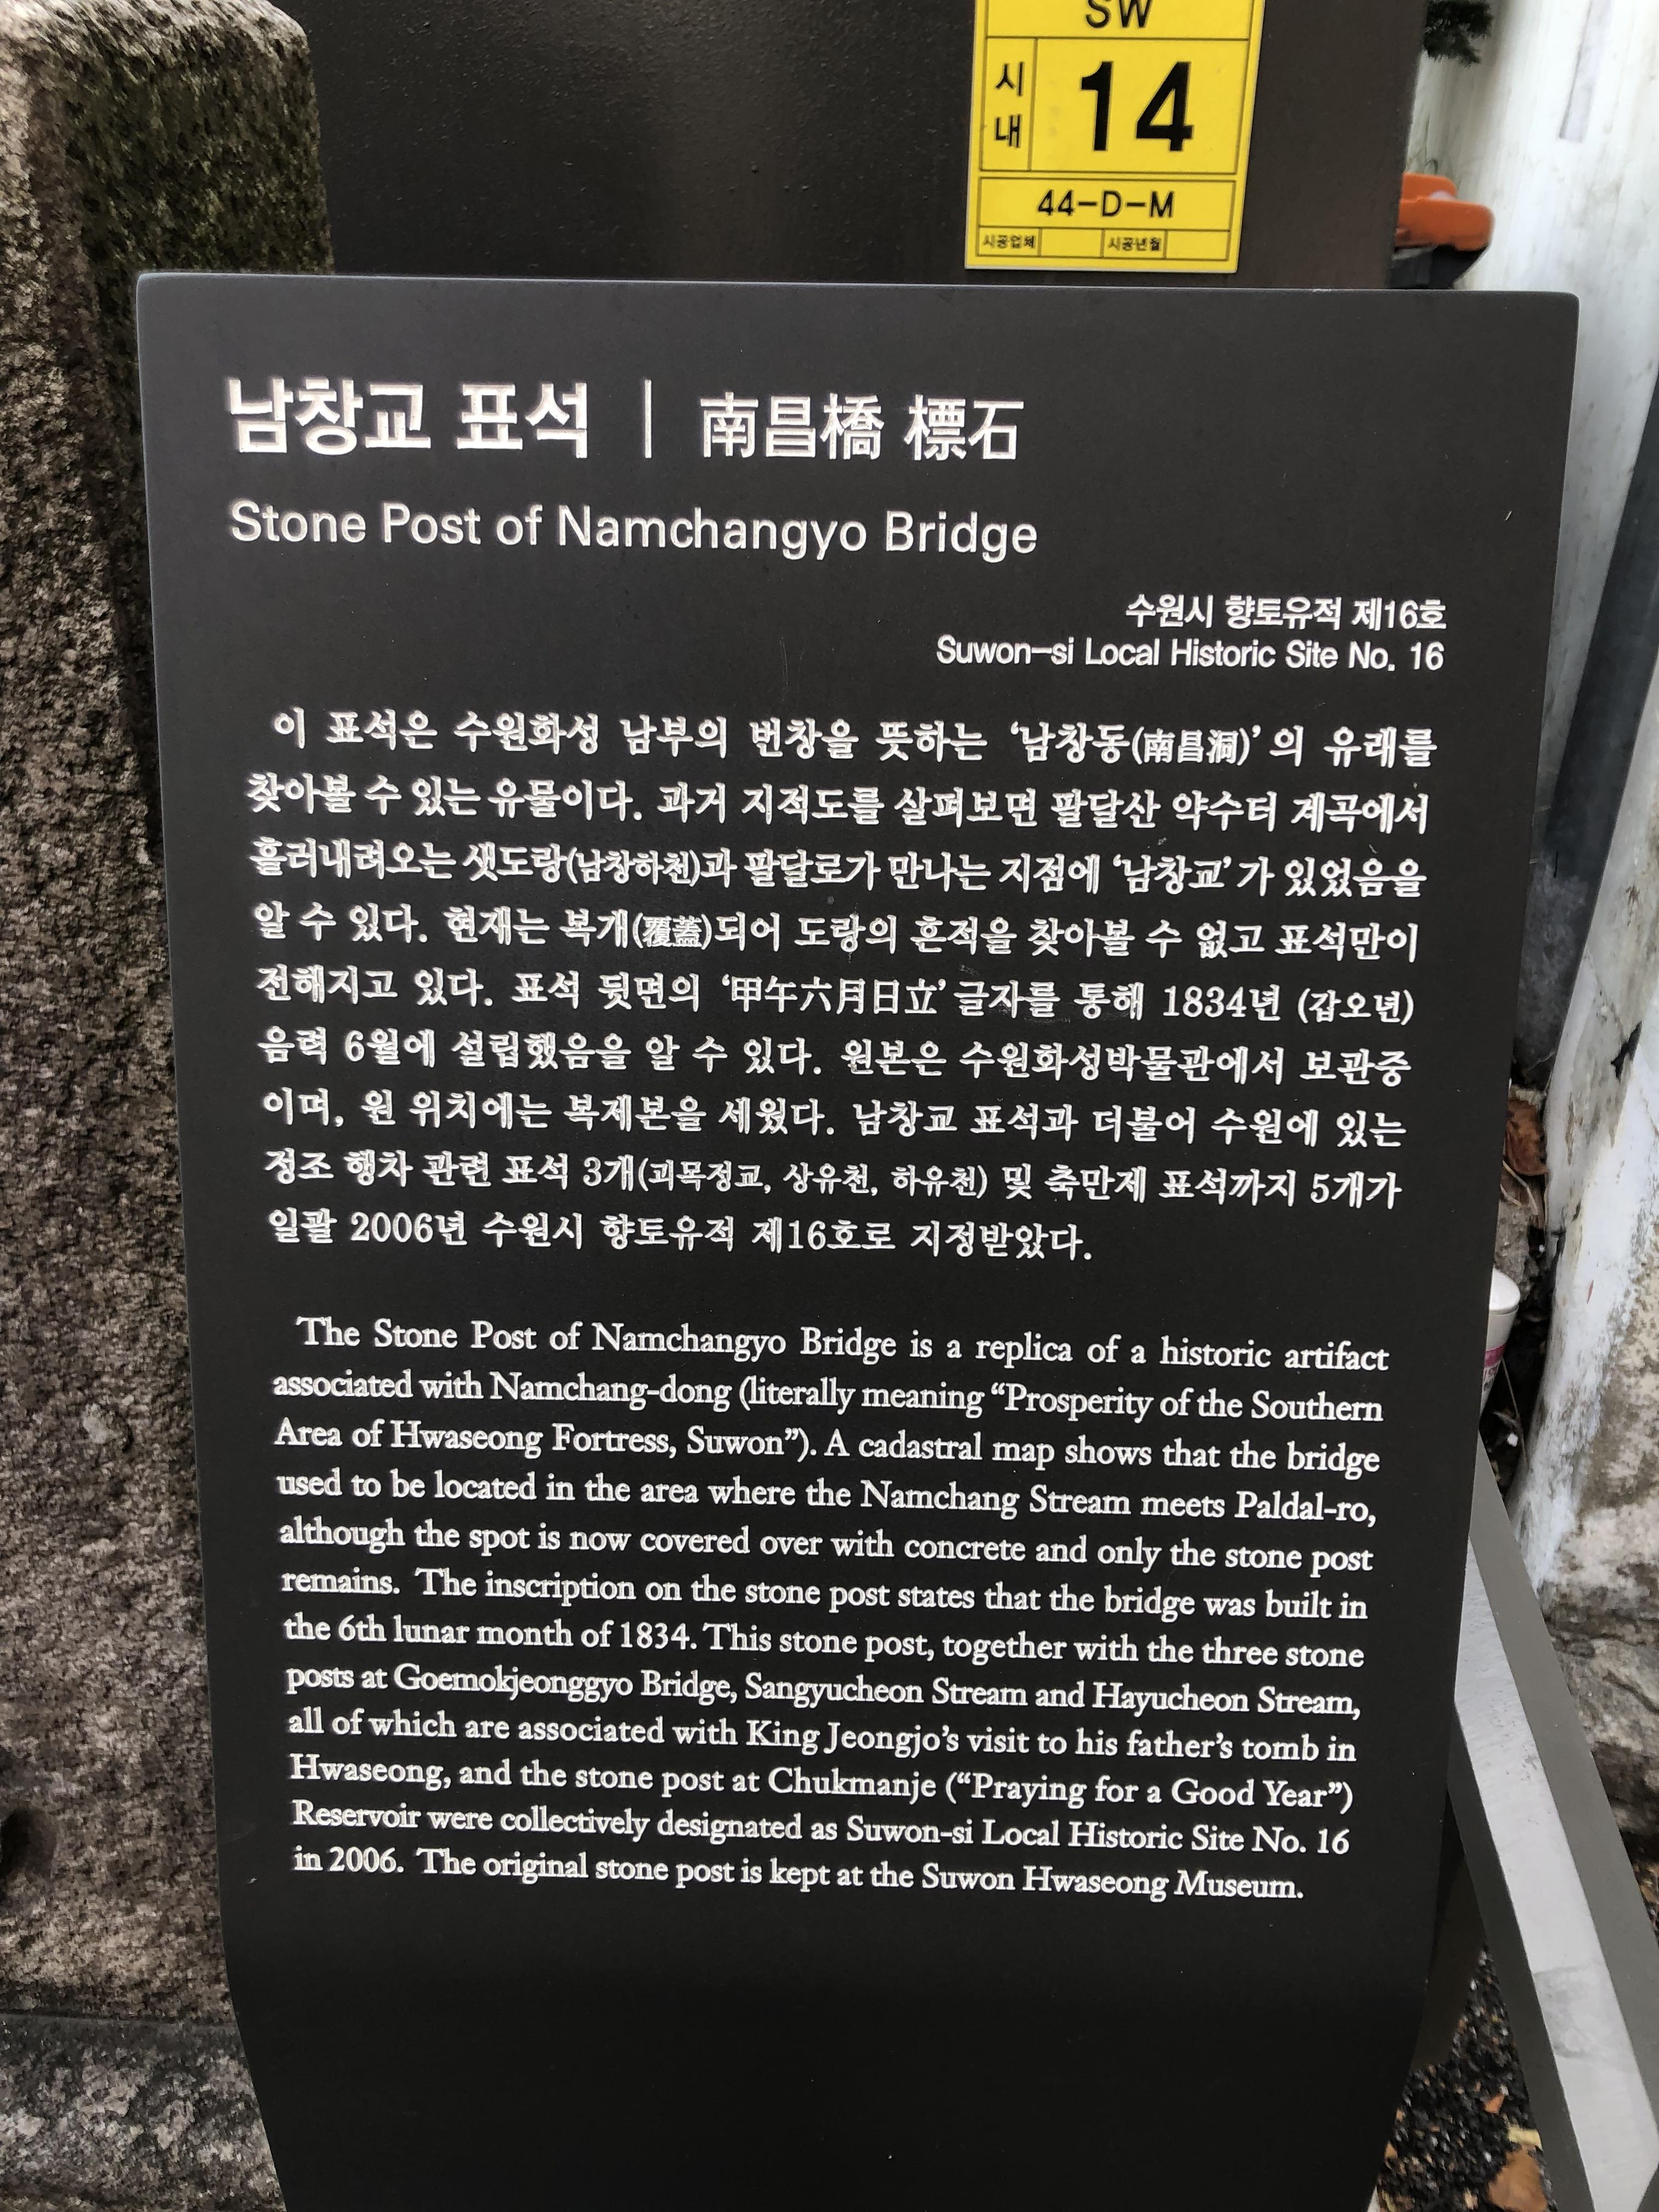 SW
시내 14
44-D-M
시공업체 시공년월
남창교 표석 | 南昌橋 標石
Stone Post of Namchangyo Bridge
수원시 향토유적 제16호
Suwon-si Local Historic Site No. 16
이 표석은 수원화성 남부의 번창을 뜻하는 ‘남창동(南昌洞)’의 유래를
찾아볼 수 있는 유물이다. 과거 지적도를 살펴보면 팔달산 약수터 계곡에서
흘러내려오는 샛도랑(남창하천)과 팔달로가 만나는 지점에 ‘남창교’가 있었음을
알 수 있다. 현재는 복개(覆蓋)되어 도랑의 흔적을 찾아볼 수 없고 표석만이
전해지고 있다. 표석 뒷면의 ‘甲午六月日立’ 글자를 통해 1834년 (갑오년)
음력 6월에 설립했음을 알 수 있다. 원본은 수원화성박물관에서 보관중
이며, 원 위치에는 복제본을 세웠다. 남창교 표석과 더불어 수원에 있는
정조 행차 관련 표석 3개(괴목정교, 상유천, 하유천) 및 축만제 표석까지 5개가
일괄 2006년 수원시 향토유적 제16호로 지정받았다.
The Stone Post of Namchangyo Bridge is a replica of a historic artifact
associated with Namchang-dong (literally meaning “Prosperity of the Southern
Area of Hwaseong Fortress, Suwon”). A cadastral map shows that the bridge
used to be located in the area where the Namchang Stream meets Paldal-ro,
although the spot is now covered over with concrete and only the stone post
remains. The inscription on the stone post states that the bridge was built in
the 6th lunar month of 1834. This stone post, together with the three stone
posts at Goemokjeonggyo Bridge, Sangyucheon Stream and Hayucheon Stream,
all of which are associated with King Jeongjo’s visit to his father’s tomb in
Hwaseong, and the stone post at Chukmanje (“Praying for a Good Year”)
Reservoir were collectively designated as Suwon-si Local Historic Site No. 16
in 2006. The original stone post is kept at the Suwon Hwaseong Museum.